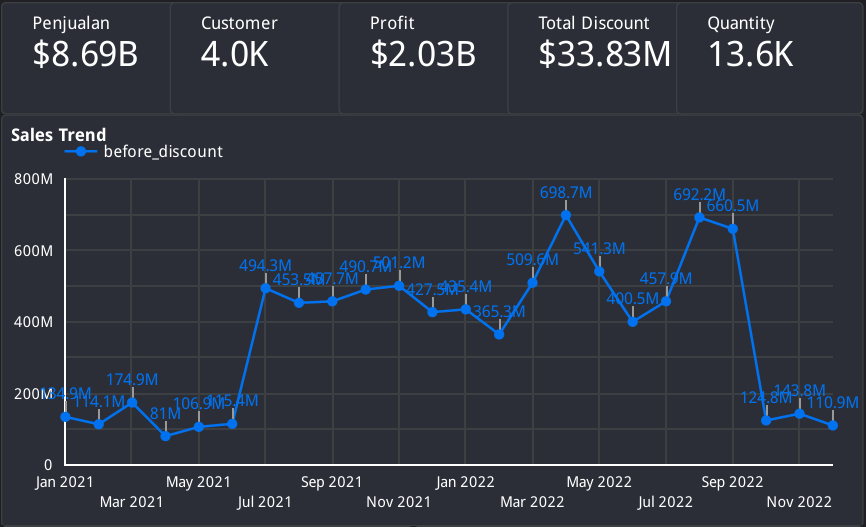 Penjualan
$8.69B
Customer
4.0K
Profit
$2.03B
Total Discount
$33.83M
Quantity
13.6K
Sales Trend
before_discount
800M
600M
400M
200M
0
134.9M
114.1M
174.9M
81M
106.9M
115.4M
494.3M
453.5M
457.7M
490.7M
501.2M
427.5M
435.4M
365.3M
509.6M
698.7M
541.3M
400.5M
457.9M
692.2M
660.5M
124.8M
143.8M
110.9M
Jan 2021
Mar 2021
May 2021
Jul 2021
Sep 2021
Nov 2021
Jan 2022
Mar 2022
May 2022
Jul 2022
Sep 2022
Nov 2022